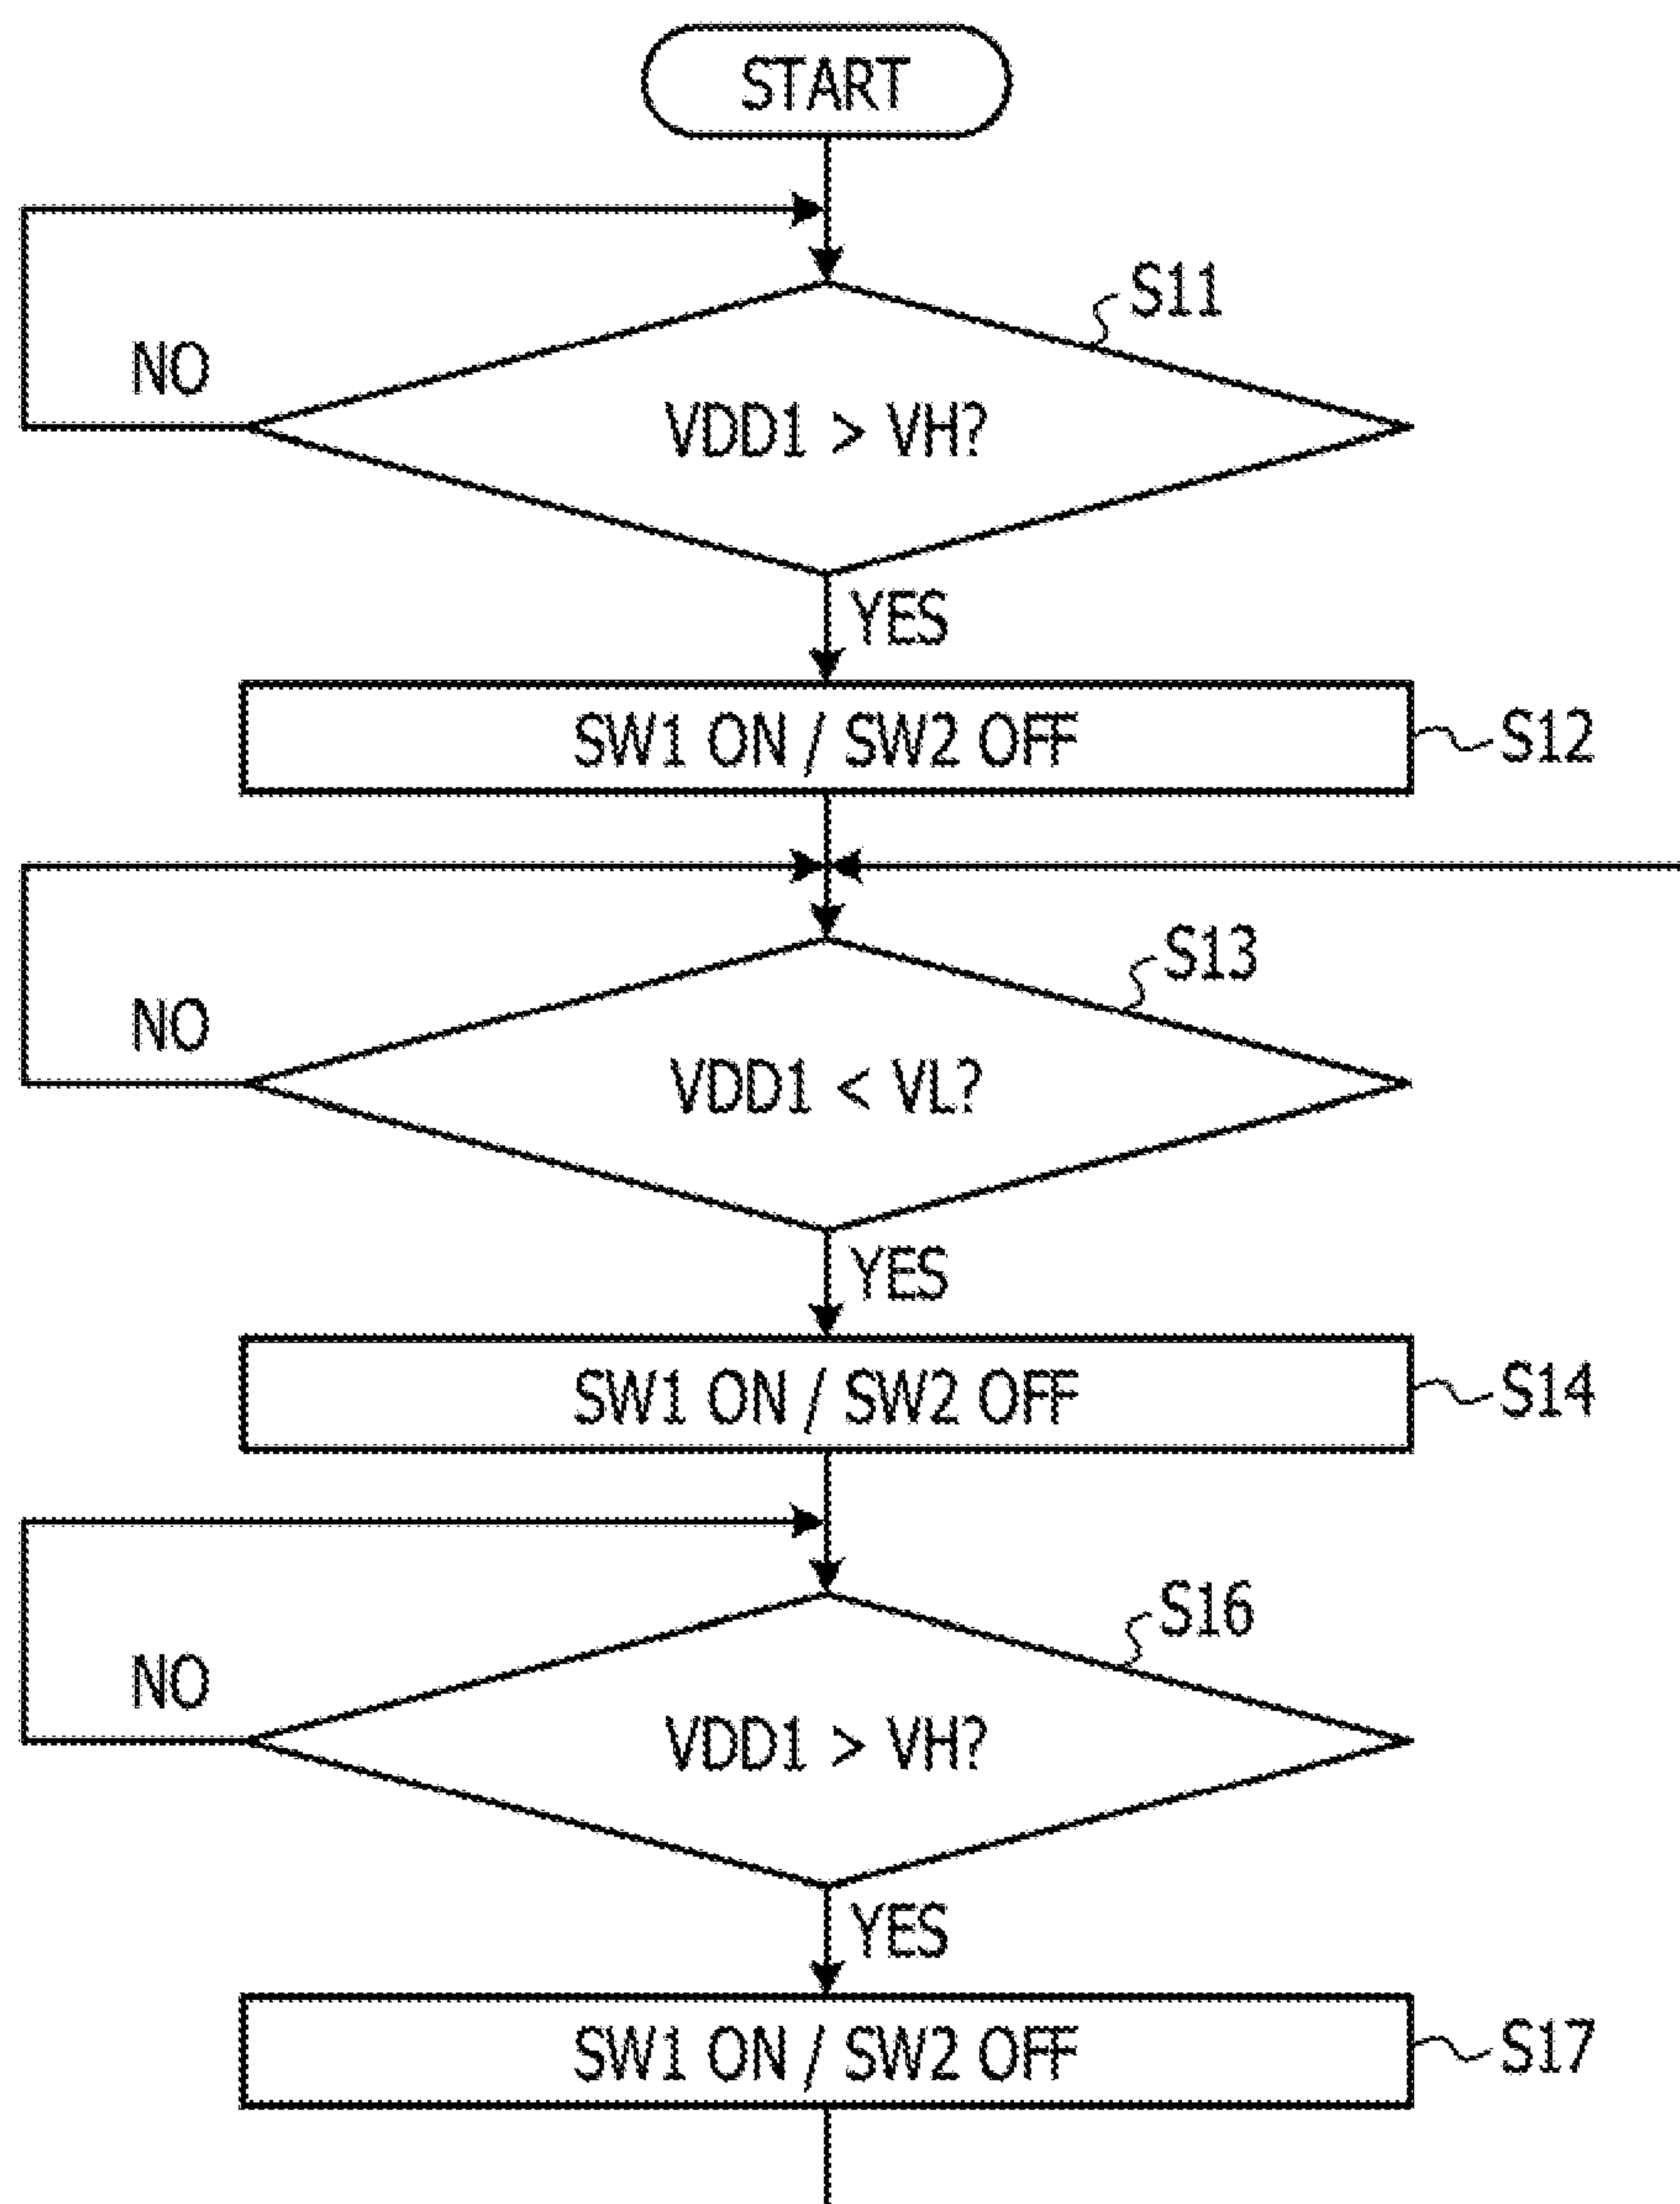 START
S11
NO
VDD1 > VH?
YES
SW1 ON / SW2 OFF
S12
S13
NO
VDD1 < VL?
YES
SW1 ON / SW2 OFF
S14
S16
NO
VDD1 > VH?
YES
SW1 ON / SW2 OFF
S17